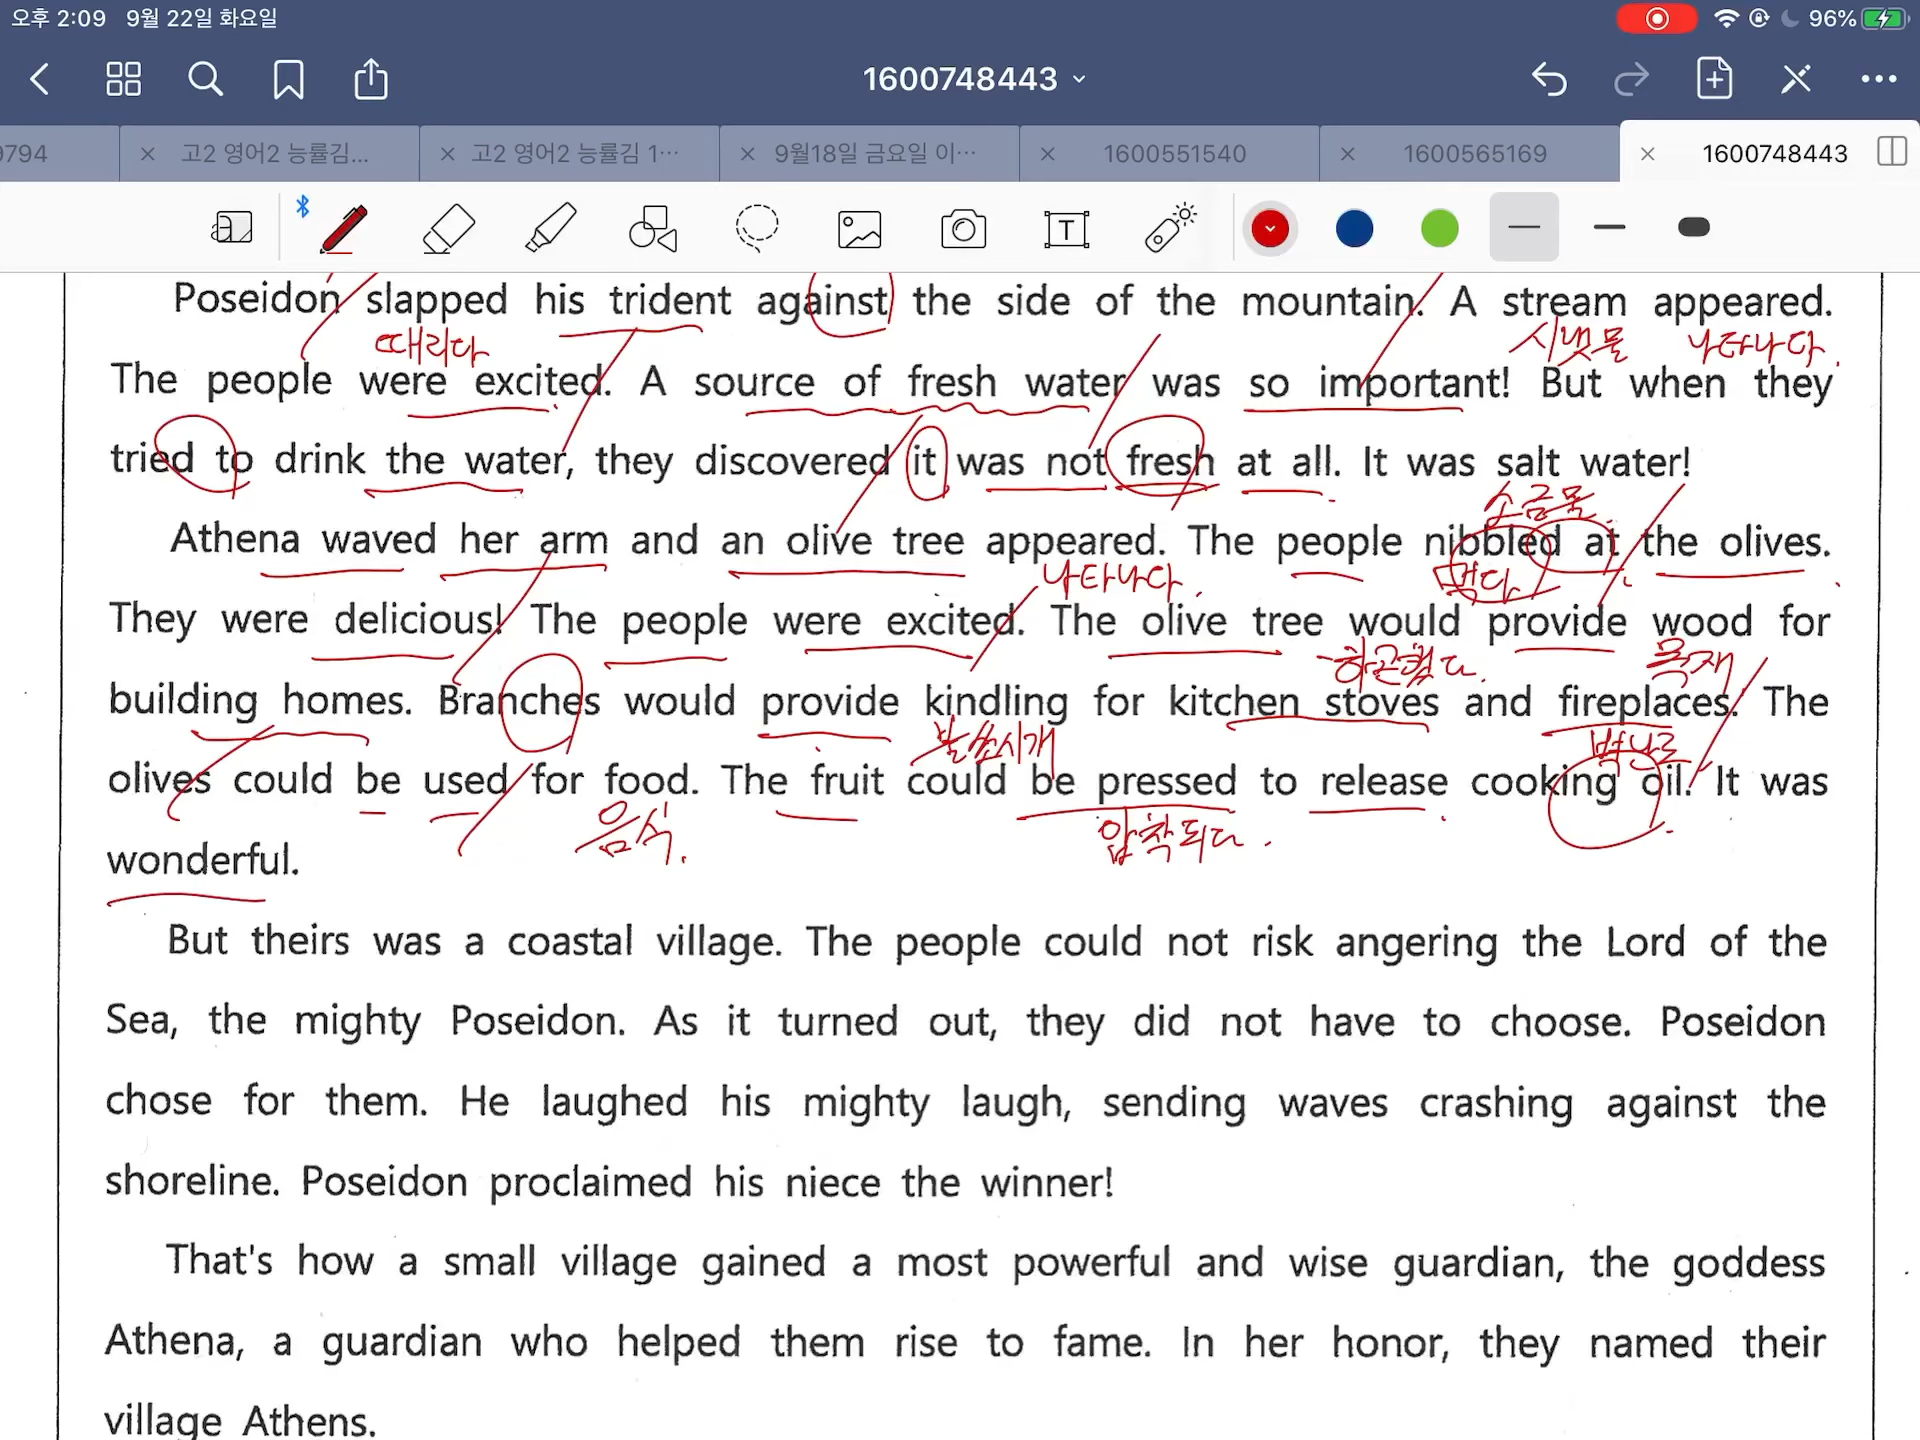 오후 2:09 9월 22일 화요일 96%
1600748443
9794 고2 영어2 능률김... 고2 영어2 능률김 1... 9월18일 금요일 이... 1600551540 1600565169 1600748443
Poseidon slapped his trident against the side of the mountain. A stream appeared.
때리다 시냇물 나타나다.
The people were excited. A source of fresh water was so important! But when they
tried to drink the water, they discovered it was not fresh at all. It was salt water!
소금물.
Athena waved her arm and an olive tree appeared. The people nibbled at the olives.
나타나다. 먹다.
They were delicious! The people were excited. The olive tree would provide wood for
-하곤했다. 목재
building homes. Branches would provide kindling for kitchen stoves and fireplaces. The
불쏘시개 벽난로
olives could be used for food. The fruit could be pressed to release cooking oil. It was
음식. 압착되다.
wonderful.
But theirs was a coastal village. The people could not risk angering the Lord of the
Sea, the mighty Poseidon. As it turned out, they did not have to choose. Poseidon
chose for them. He laughed his mighty laugh, sending waves crashing against the
shoreline. Poseidon proclaimed his niece the winner!
That's how a small village gained a most powerful and wise guardian, the goddess
Athena, a guardian who helped them rise to fame. In her honor, they named their
village Athens.